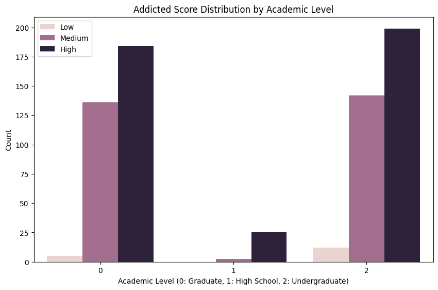 Addicted Score Distribution by Academic Level
Low
Medium
High
200
175
150
125
100
75
50
25
0
Count
0 1 2
Academic Level (0: Graduate, 1: High School, 2: Undergraduate)